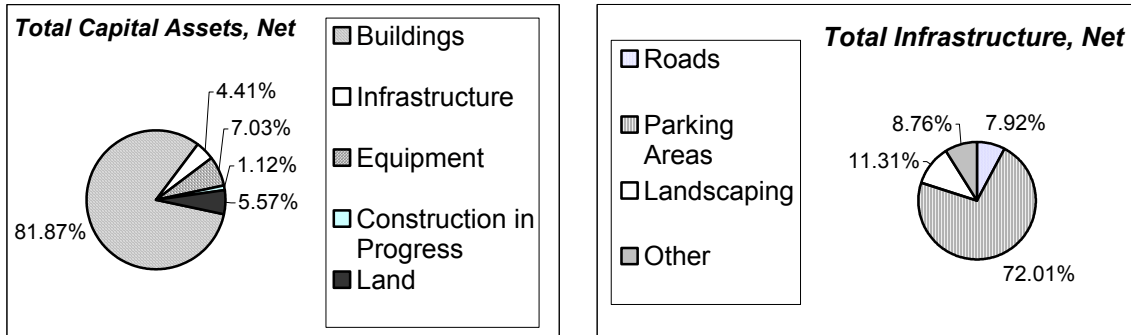 Total Capital Assets, Net
4.41%
7.03%
1.12%
5.57%
81.87%
Buildings
Infrastructure
Equipment
Construction in
Progress
Land
Total Infrastructure, Net
Roads
Parking
Areas
Landscaping
Other
8.76%
7.92%
11.31%
72.01%